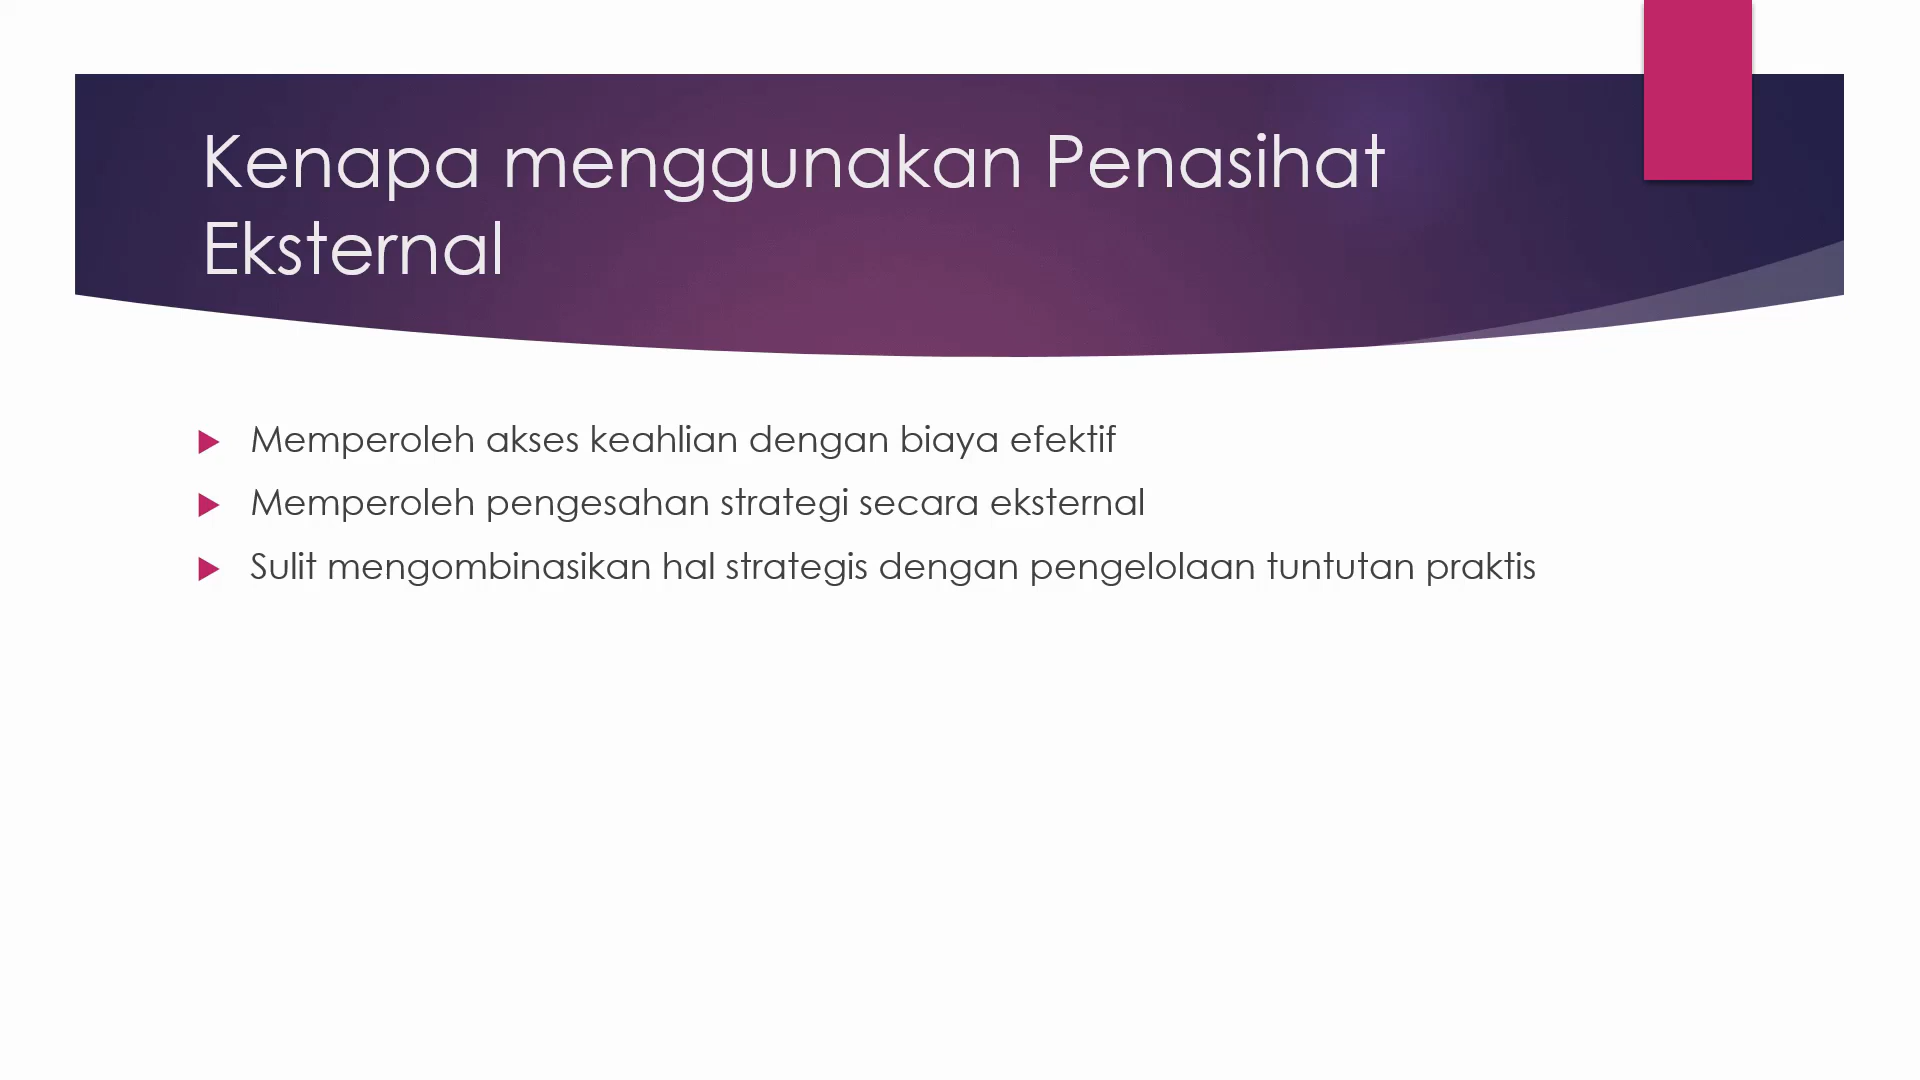 Kenapa menggunakan Penasihat
Eksternal
Memperoleh akses keahlian dengan biaya efektif
Memperoleh pengesahan strategi secara eksternal
Sulit mengombinasikan hal strategis dengan pengelolaan tuntutan praktis